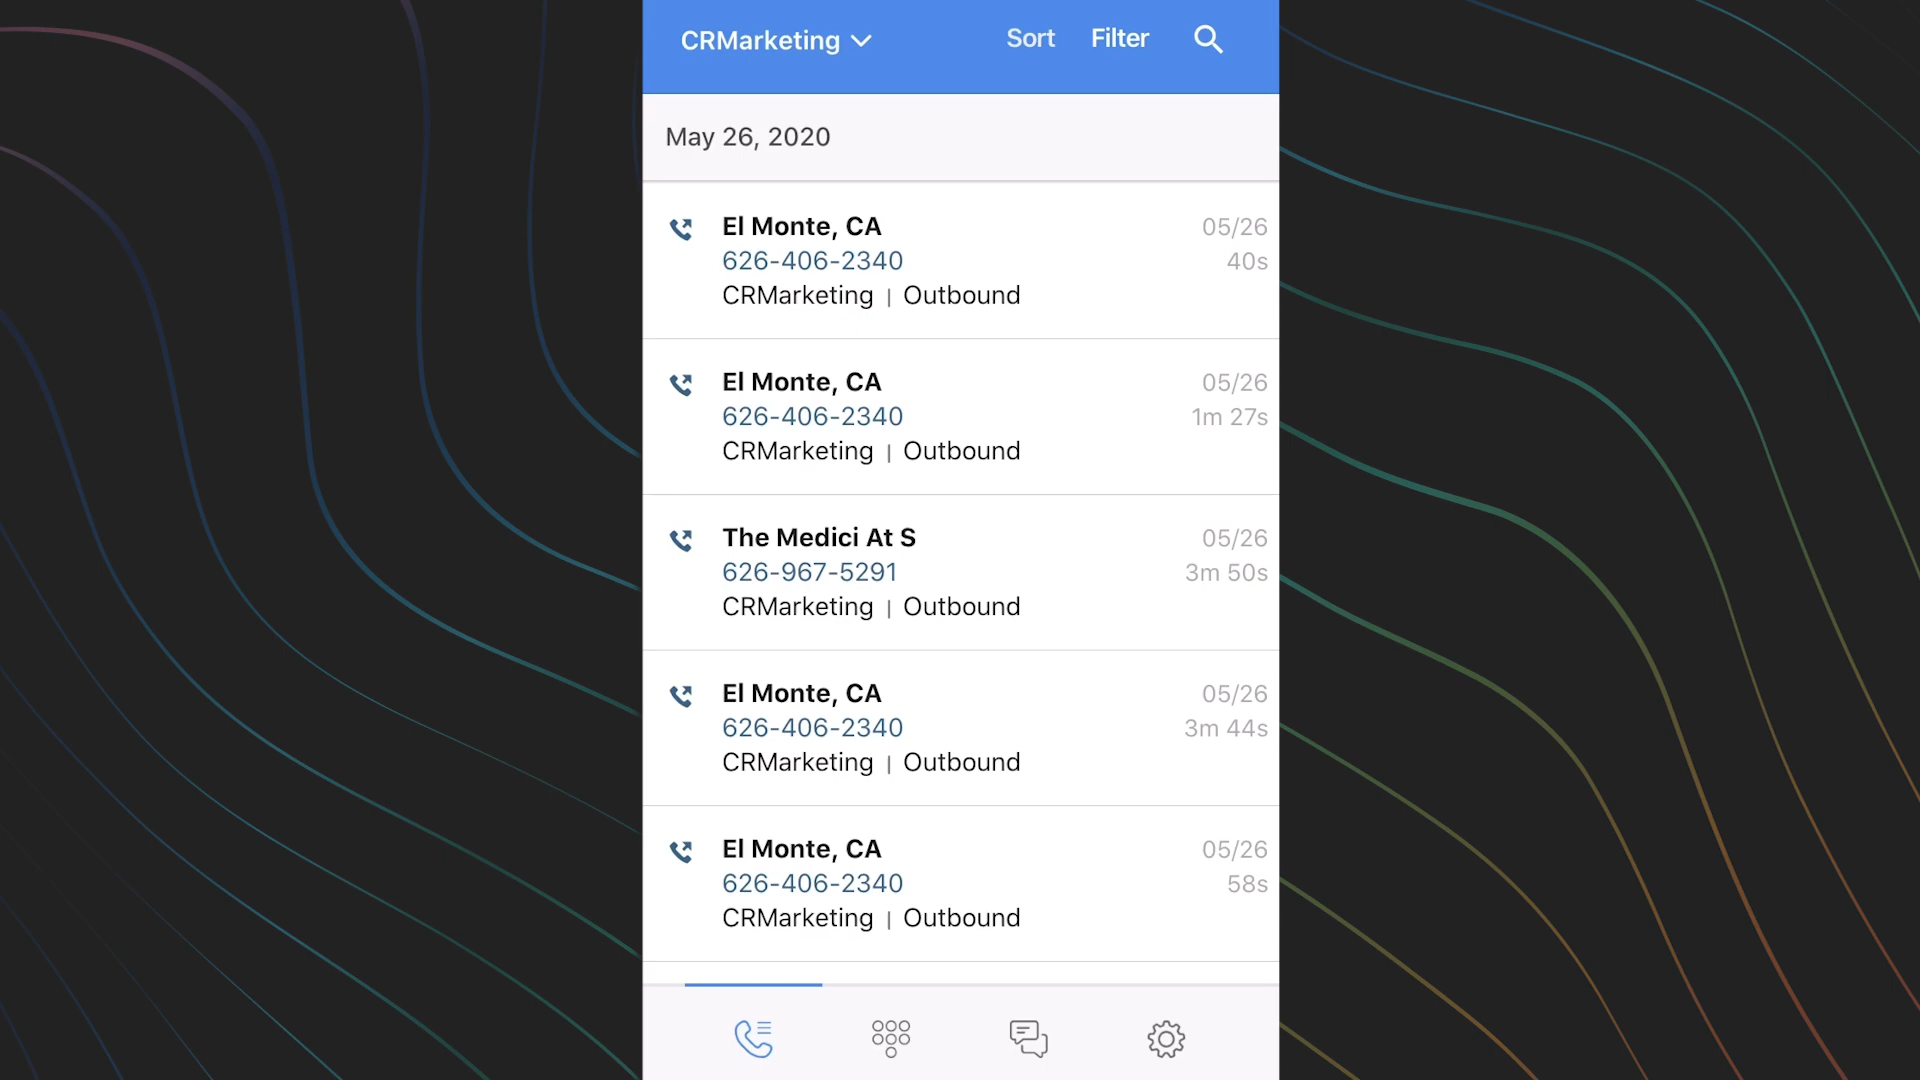 CRMarketing Sort Filter
May 26, 2020
El Monte, CA 05/26
626-406-2340 40s
CRMarketing | Outbound
El Monte, CA 05/26
626-406-2340 1m 27s
CRMarketing | Outbound
The Medici At S 05/26
626-967-5291 3m 50s
CRMarketing | Outbound
El Monte, CA 05/26
626-406-2340 3m 44s
CRMarketing | Outbound
El Monte, CA 05/26
626-406-2340 58s
CRMarketing | Outbound